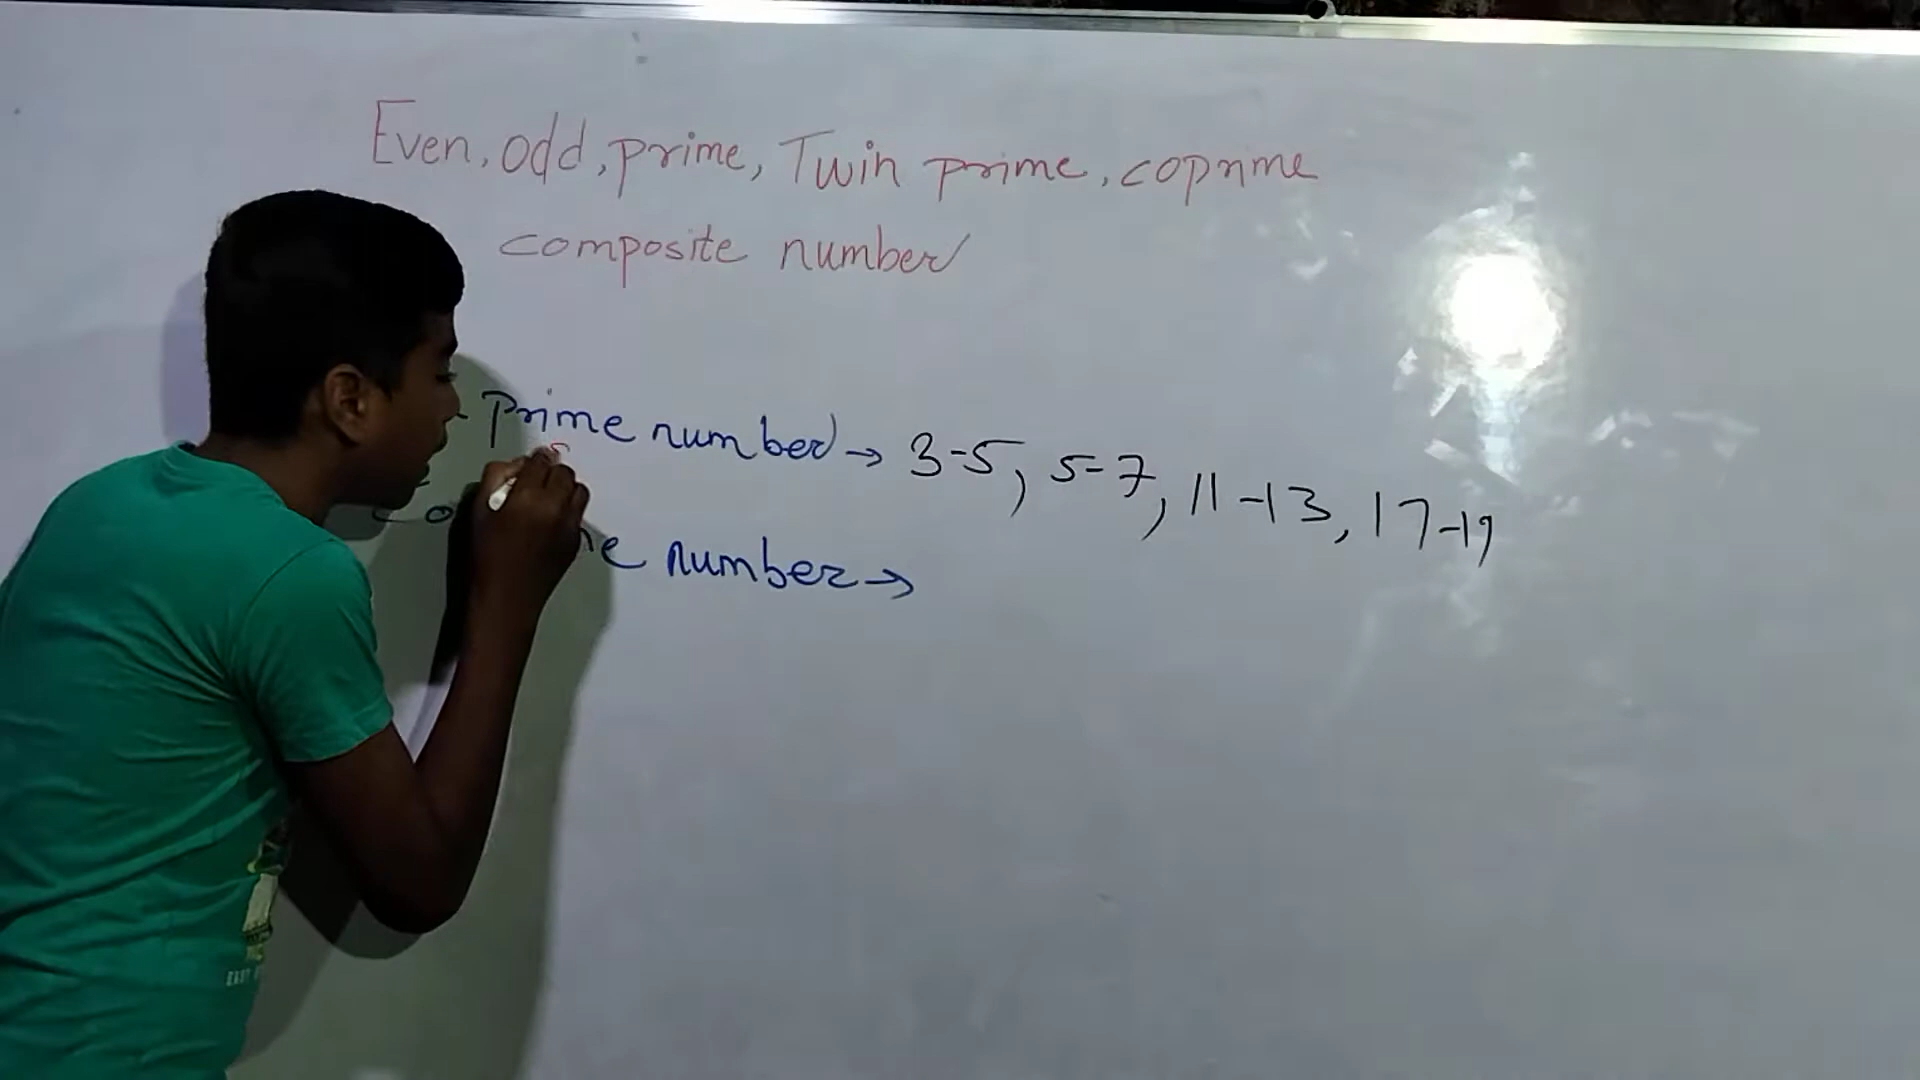 Even, odd, prime, Twin prime, coprime
composite number
- Prime number → 3-5, 5-7, 11-13, 17-19
number →